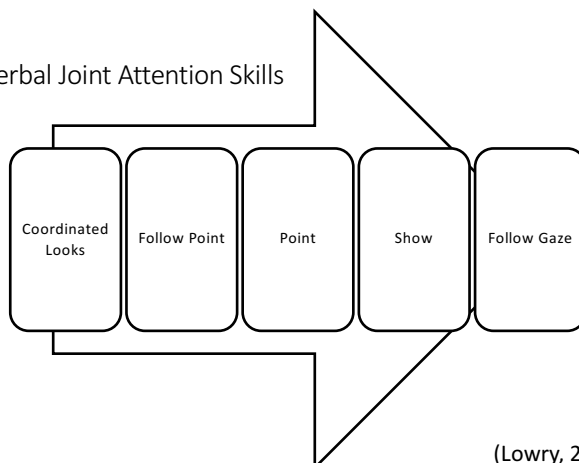 erbal Joint Attention Skills
Coordinated
Looks
Follow Point
Point
Show
Follow Gaze
(Lowry, 2